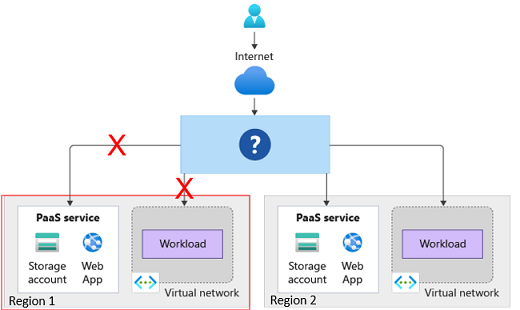 Internet
?
X
X
PaaS service
Storage account
Web App
Workload
Virtual network
Region 1
PaaS service
Storage account
Web App
Workload
Virtual network
Region 2